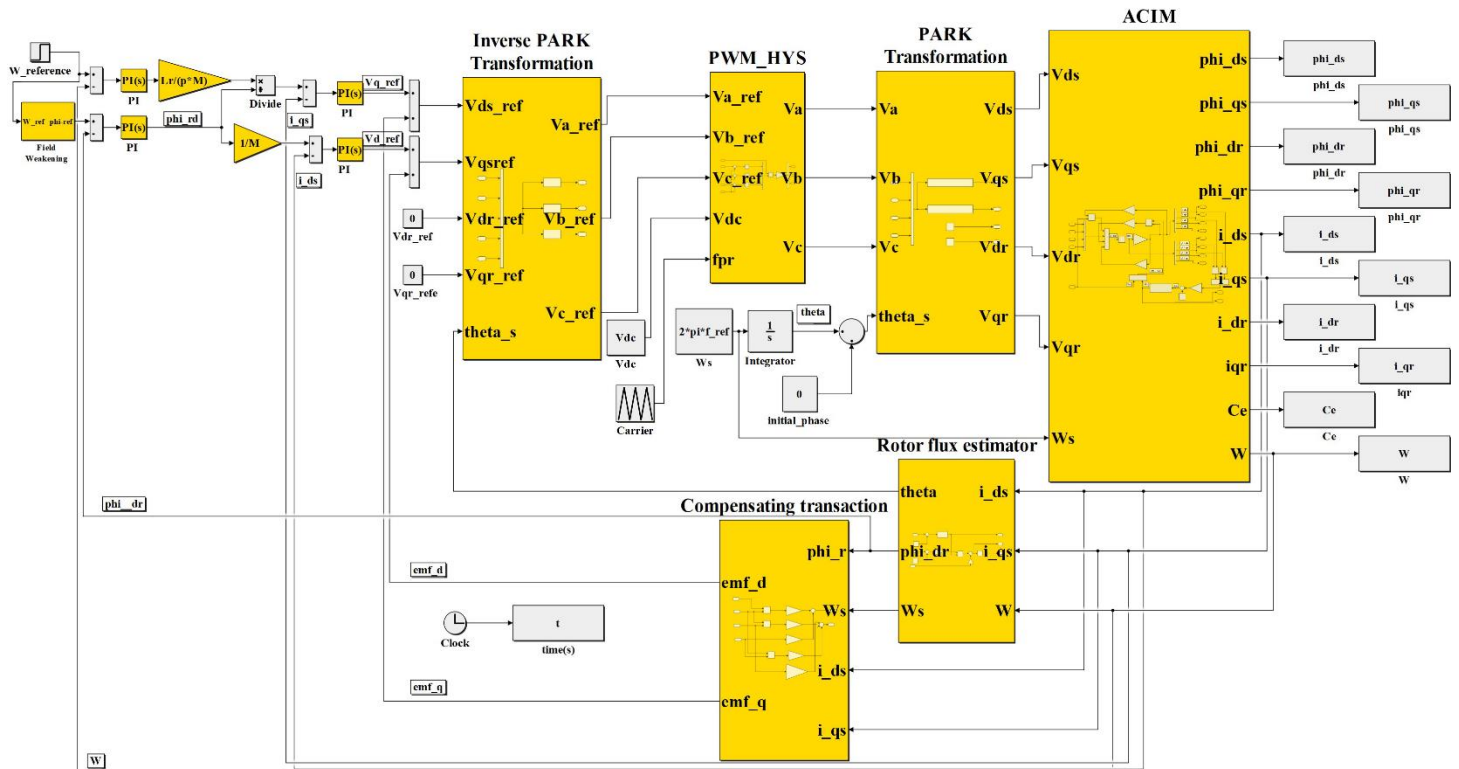 W_reference
W_ref phi-ref
Field
Weakening
PI(s)
PI
PI(s)
PI
Lr/(p*M)
Divide
phi_rd
1/M
i_qs
i_ds
PI(s)
PI
PI(s)
PI
Vq_ref
Vd_ref
0
Vdr_ref
0
Vqr_refe
Inverse PARK
Transformation
Vds_ref
Vqsref
Vdr_ref
Vqr_ref
theta_s
Va_ref
Vb_ref
Vc_ref
PWM_HYS
Va_ref
Vb_ref
Vc_ref
Vdc
fpr
Va
Vb
Vc
Vdc
Vdc
Carrier
2*pi*f_ref
Ws
1
s
Integrator
theta
0
initial_phase
PARK
Transformation
Va
Vb
Vc
theta_s
Vds
Vqs
Vdr
Vqr
ACIM
Vds
Vqs
Vdr
Vqr
Ws
phi_ds
phi_qs
phi_dr
phi_qr
i_ds
i_qs
i_dr
iqr
Ce
W
phi_ds
phi_ds
phi_qs
phi_qs
phi_dr
phi_dr
phi_qr
phi_qr
i_ds
i_ds
i_qs
i_qs
i_dr
i_dr
i_qr
iqr
Ce
Ce
W
W
Rotor flux estimator
theta
phi_dr
Ws
i_ds
i_qs
W
Compensating transaction
emf_d
emf_q
phi_r
Ws
i_ds
i_qs
phi__dr
emf_d
Clock
t
time(s)
emf_q
W